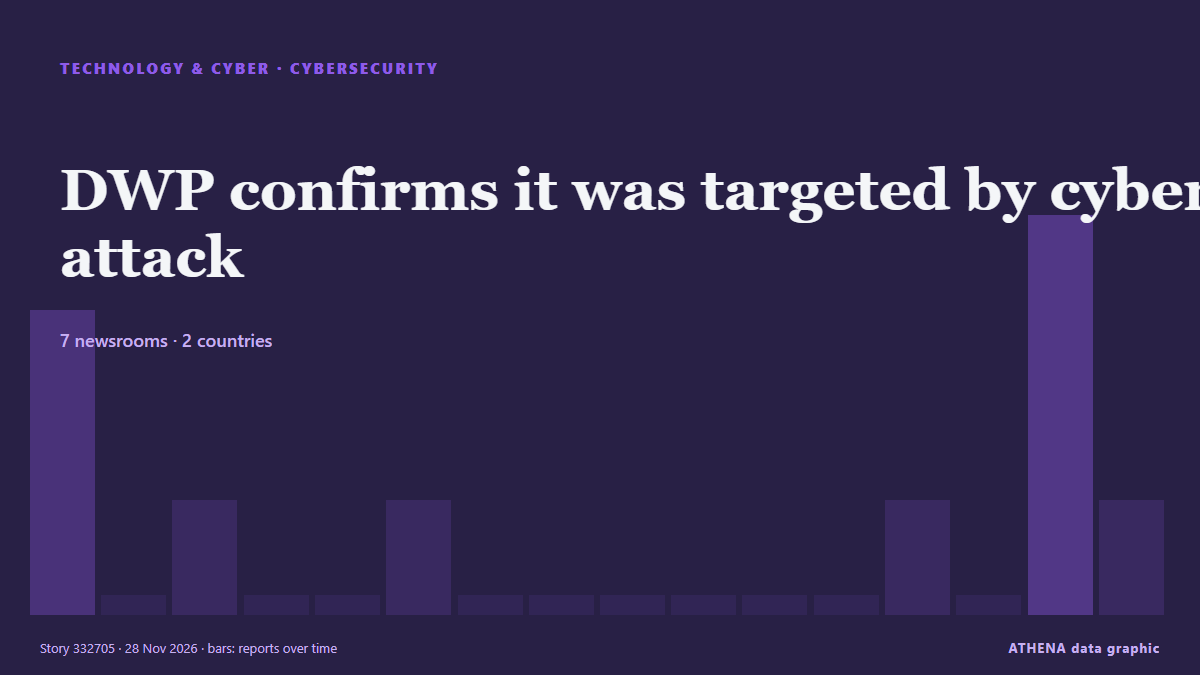 TECHNOLOGY & CYBER · CYBERSECURITY
DWP confirms it was targeted by cyber
attack
7 newsrooms · 2 countries
Story 332705 · 28 Nov 2026 · bars: reports over time
ATHENA data graphic